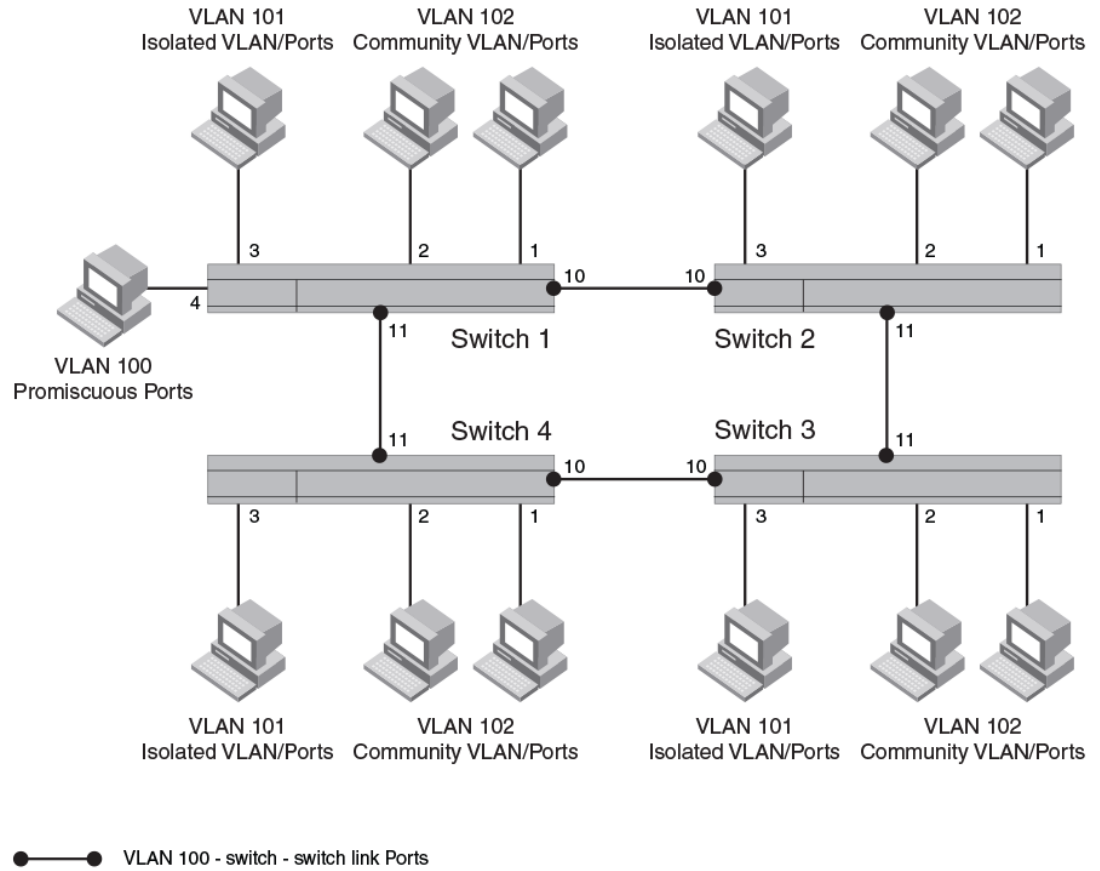 VLAN 101
Isolated VLAN/Ports
VLAN 102
Community VLAN/Ports
VLAN 101
Isolated VLAN/Ports
VLAN 102
Community VLAN/Ports
3
2
1
3
2
1
4
10
10
VLAN 100
Promiscuous Ports
11
Switch 1
Switch 2
11
11
Switch 4
Switch 3
11
10
10
3
2
1
3
2
1
VLAN 101
Isolated VLAN/Ports
VLAN 102
Community VLAN/Ports
VLAN 101
Isolated VLAN/Ports
VLAN 102
Community VLAN/Ports
VLAN 100 - switch - switch link Ports